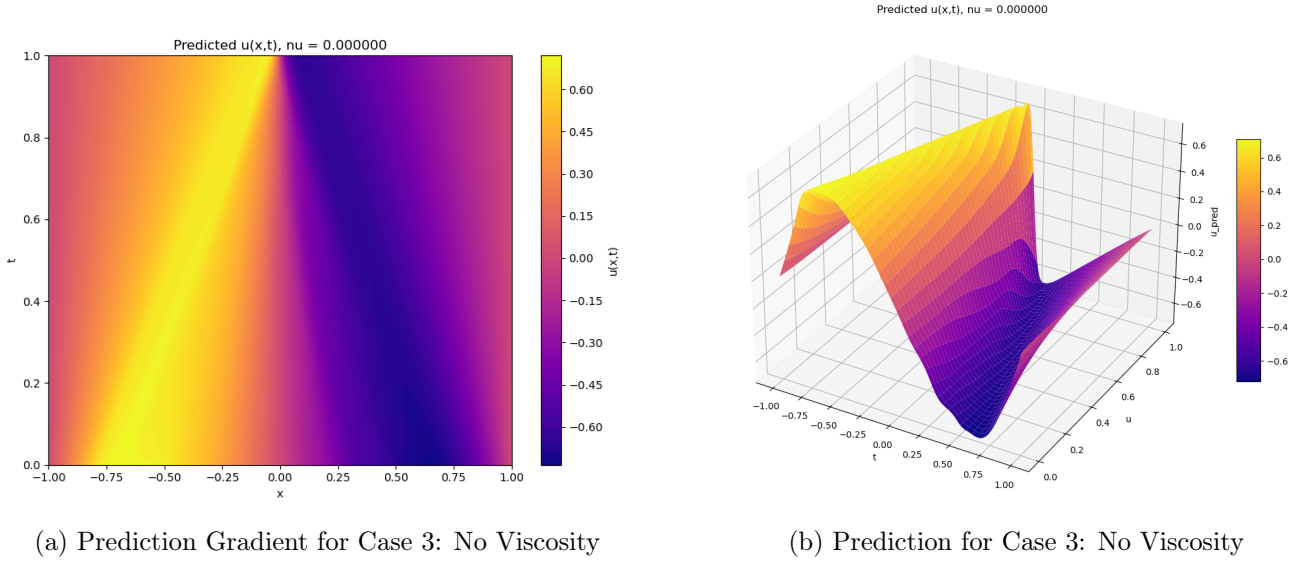 Predicted u(x,t), nu = 0.000000
1.0
0.8
0.6
0.4
0.2
0.0
t
−1.00 −0.75 −0.50 −0.25 0.00 0.25 0.50 0.75 1.00
x
0.60
0.45
0.30
0.15
0.00
−0.15
−0.30
−0.45
−0.60
u(x,t)
(a) Prediction Gradient for Case 3: No Viscosity
Predicted u(x,t), nu = 0.000000
−1.00 −0.75 −0.50 −0.25 0.00 0.25 0.50 0.75 1.00
t
0.0 0.2 0.4 0.6 0.8 1.0
u
0.6
0.4
0.2
0.0
−0.2
−0.4
−0.6
u_pred
0.6
0.4
0.2
0.0
−0.2
−0.4
−0.6
(b) Prediction for Case 3: No Viscosity